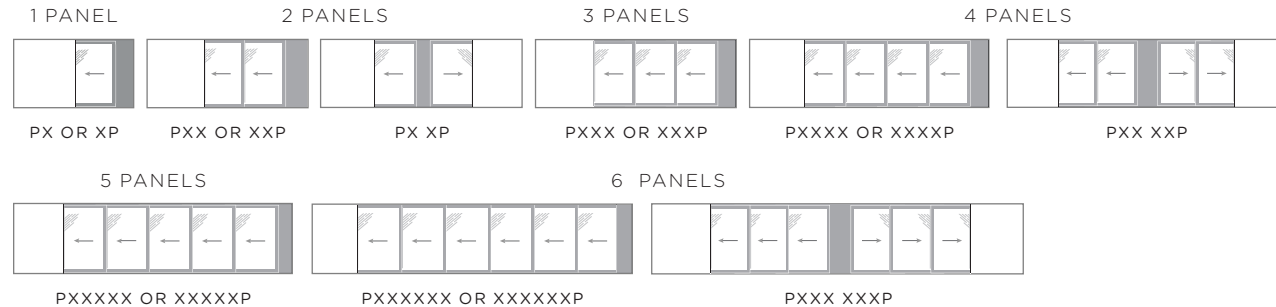 1 PANEL
2 PANELS
3 PANELS
4 PANELS
PX OR XP
PXX OR XXP
PX XP
PXXX OR XXXP
PXXXX OR XXXXP
PXX XXP
5 PANELS
6 PANELS
PXXXXX OR XXXXXP
PXXXXXX OR XXXXXXP
PXXX XXXP